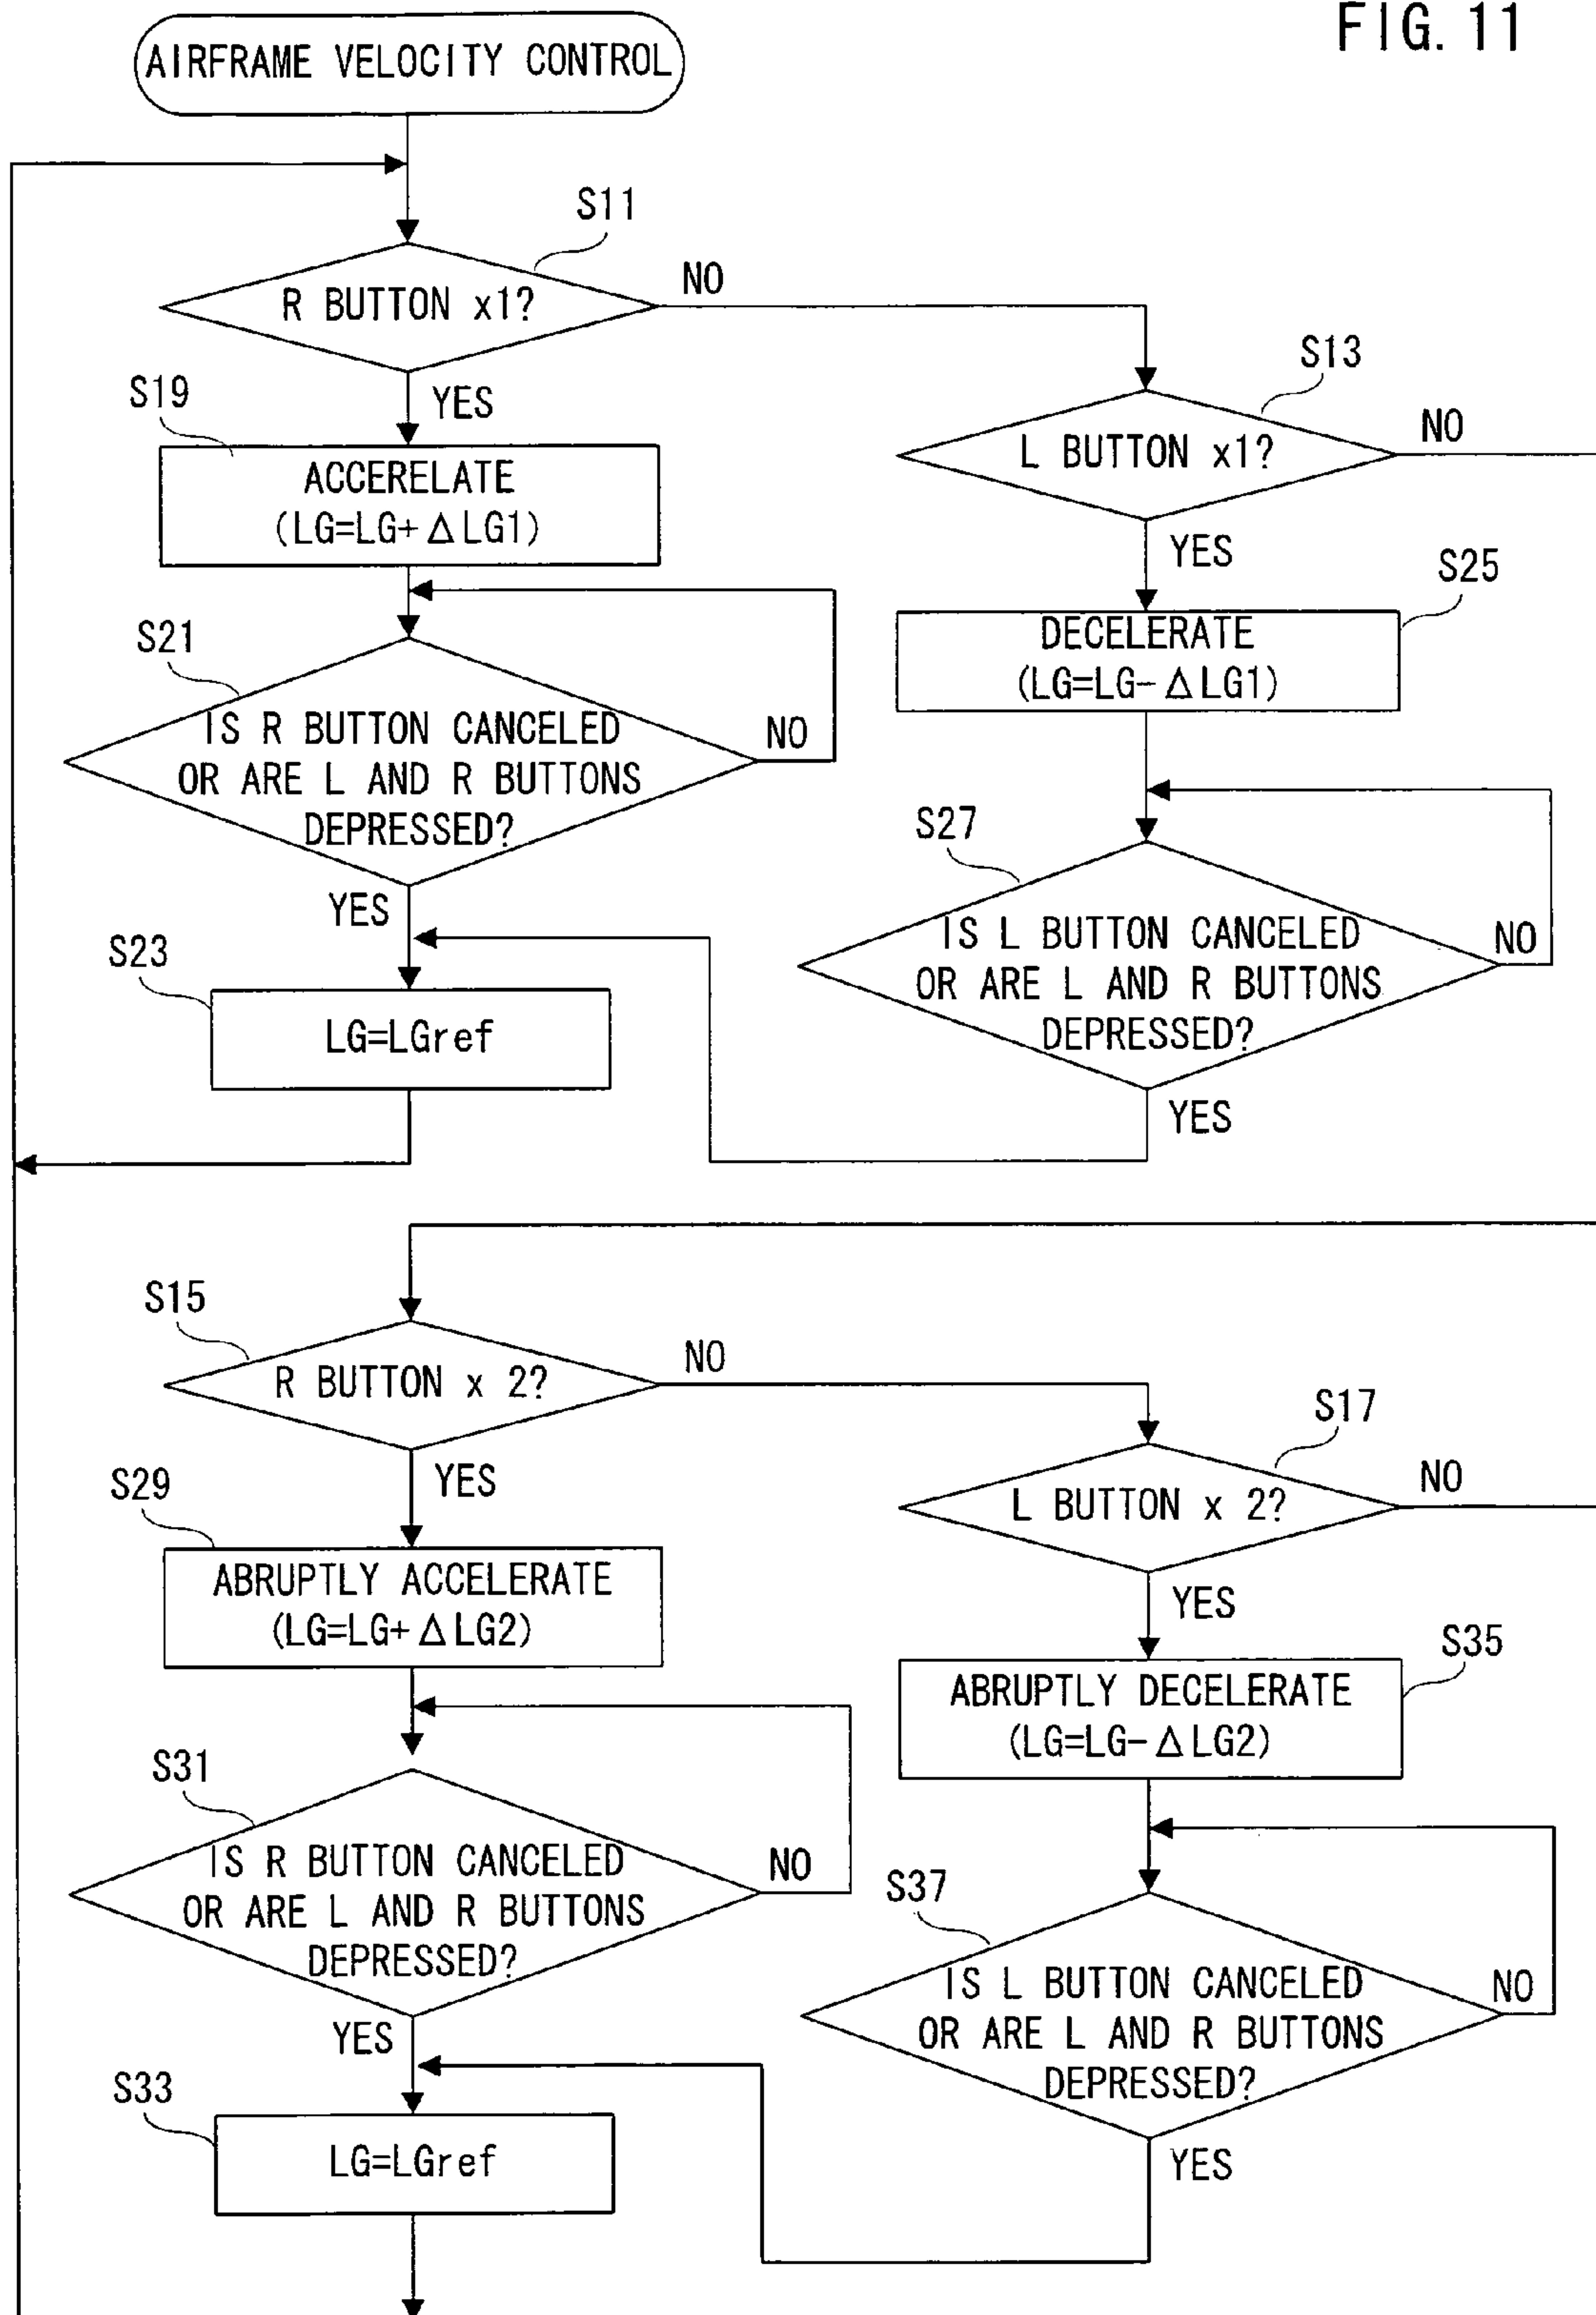 FIG. 11
AIRFRAME VELOCITY CONTROL
S11
R BUTTON x1?
NO
YES
S13
L BUTTON x1?
NO
YES
S19
ACCERELATE
(LG=LG+ΔLG1)
S25
DECELERATE
(LG=LG-ΔLG1)
S21
IS R BUTTON CANCELED
OR ARE L AND R BUTTONS
DEPRESSED?
NO
YES
S27
IS L BUTTON CANCELED
OR ARE L AND R BUTTONS
DEPRESSED?
NO
YES
S23
LG=LGref
S15
R BUTTON x 2?
NO
YES
S17
L BUTTON x 2?
NO
YES
S29
ABRUPTLY ACCELERATE
(LG=LG+ΔLG2)
S35
ABRUPTLY DECELERATE
(LG=LG-ΔLG2)
S31
IS R BUTTON CANCELED
OR ARE L AND R BUTTONS
DEPRESSED?
NO
YES
S37
IS L BUTTON CANCELED
OR ARE L AND R BUTTONS
DEPRESSED?
NO
YES
S33
LG=LGref